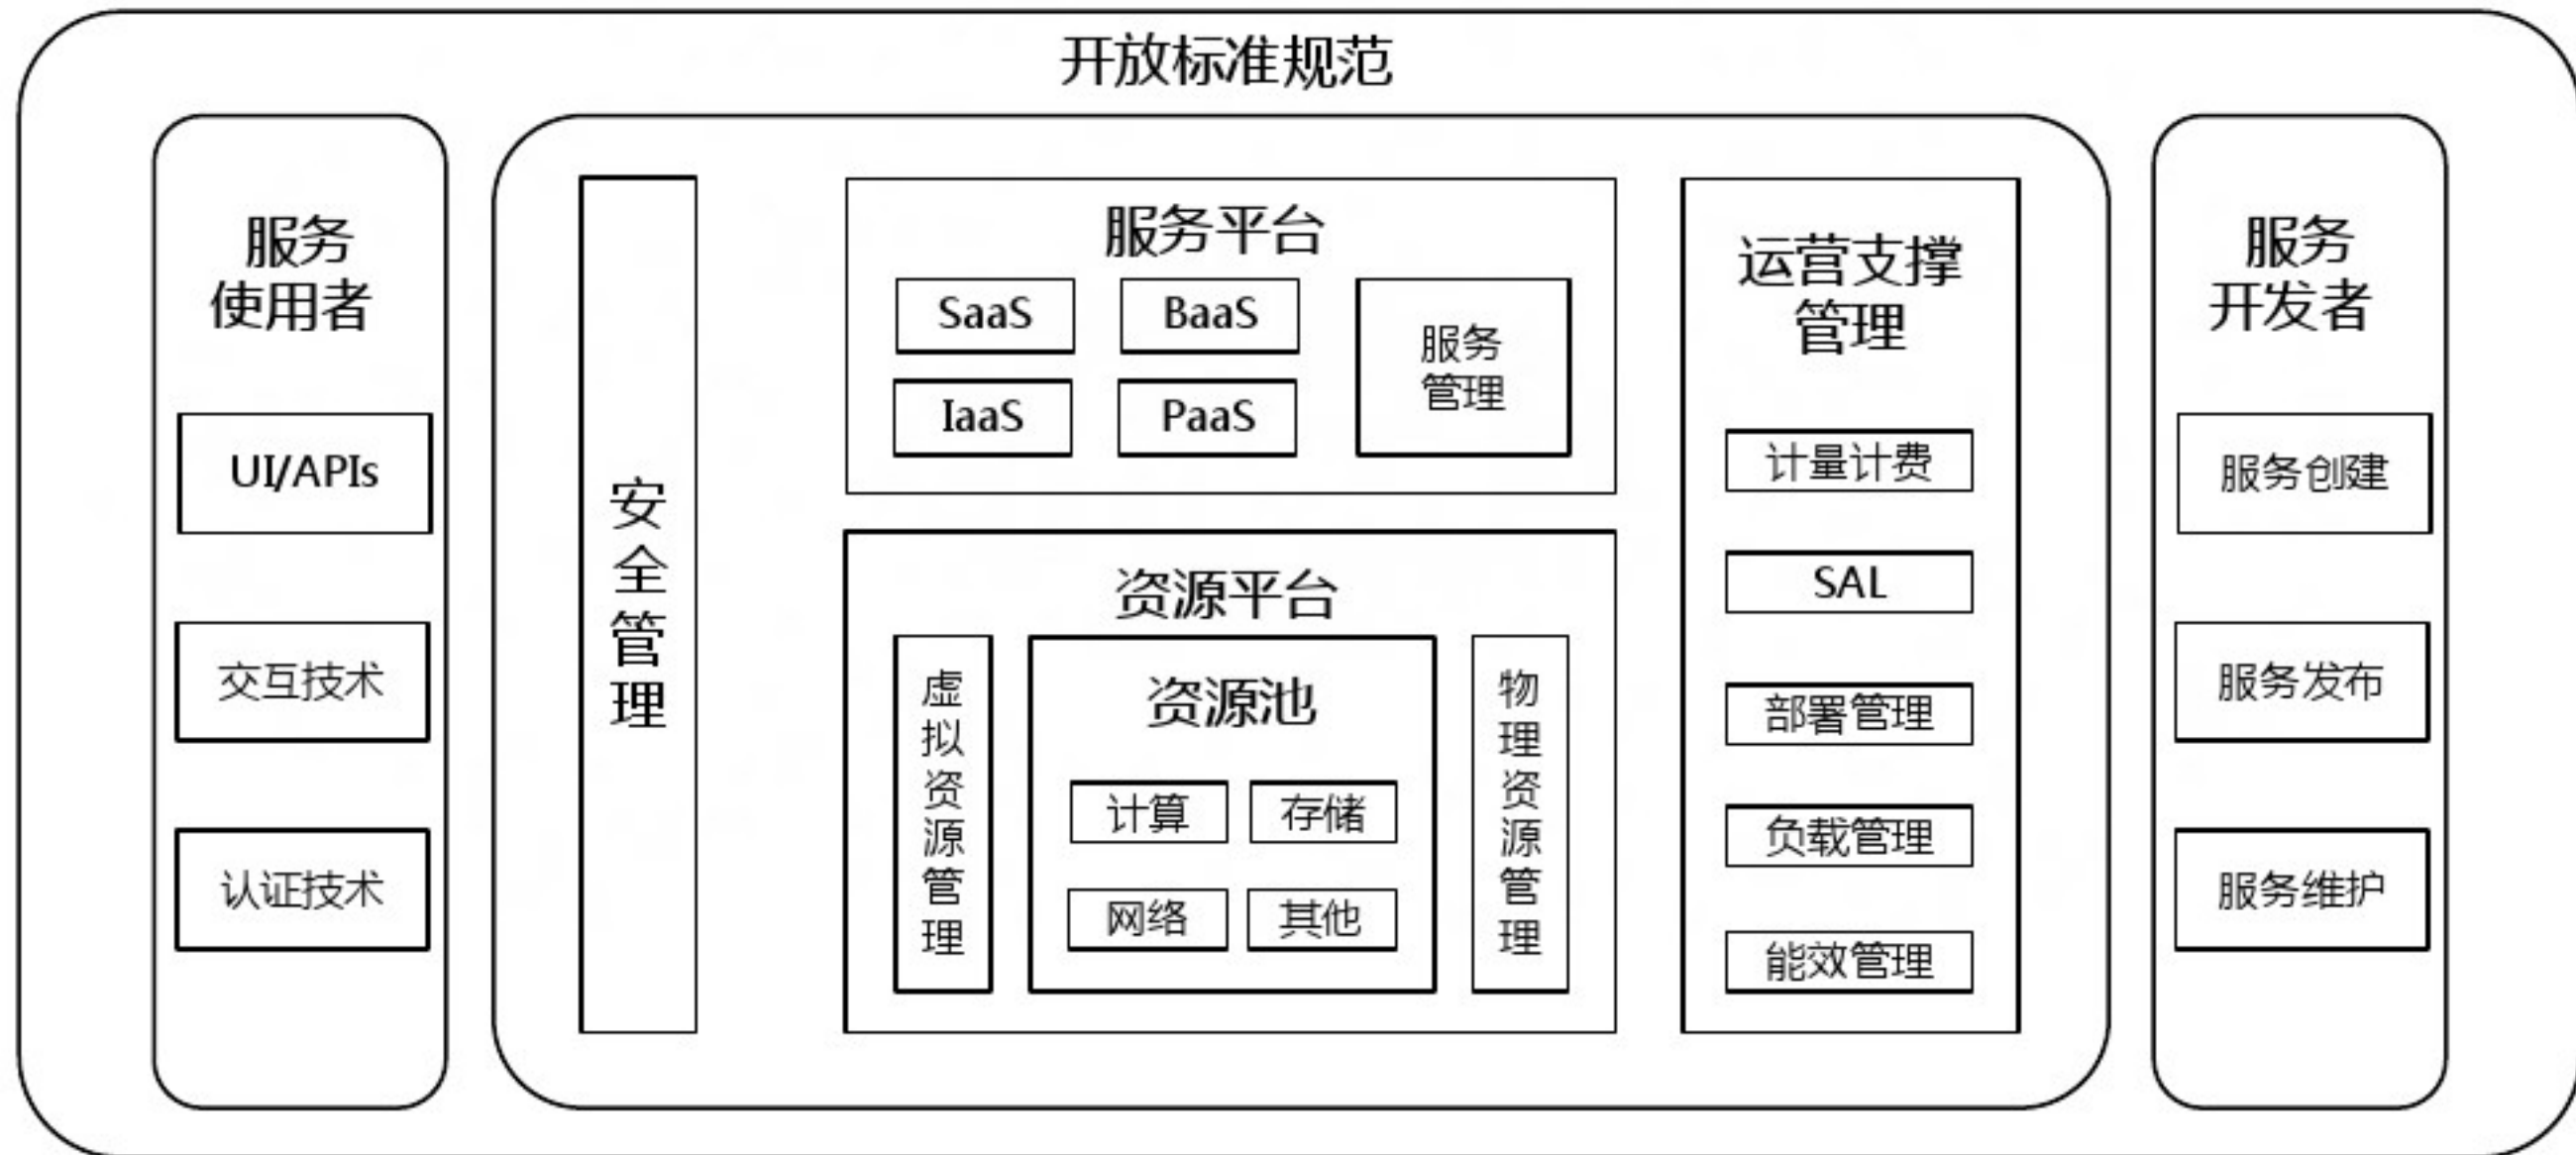 开放标准规范
服务
使用者
UI/APIs
交互技术
认证技术
安全管理
服务平台
SaaS
BaaS
IaaS
PaaS
服务
管理
资源平台
虚拟资源管理
资源池
计算
存储
网络
其他
物理资源管理
运营支撑
管理
计量计费
SAL
部署管理
负载管理
能效管理
服务
开发者
服务创建
服务发布
服务维护